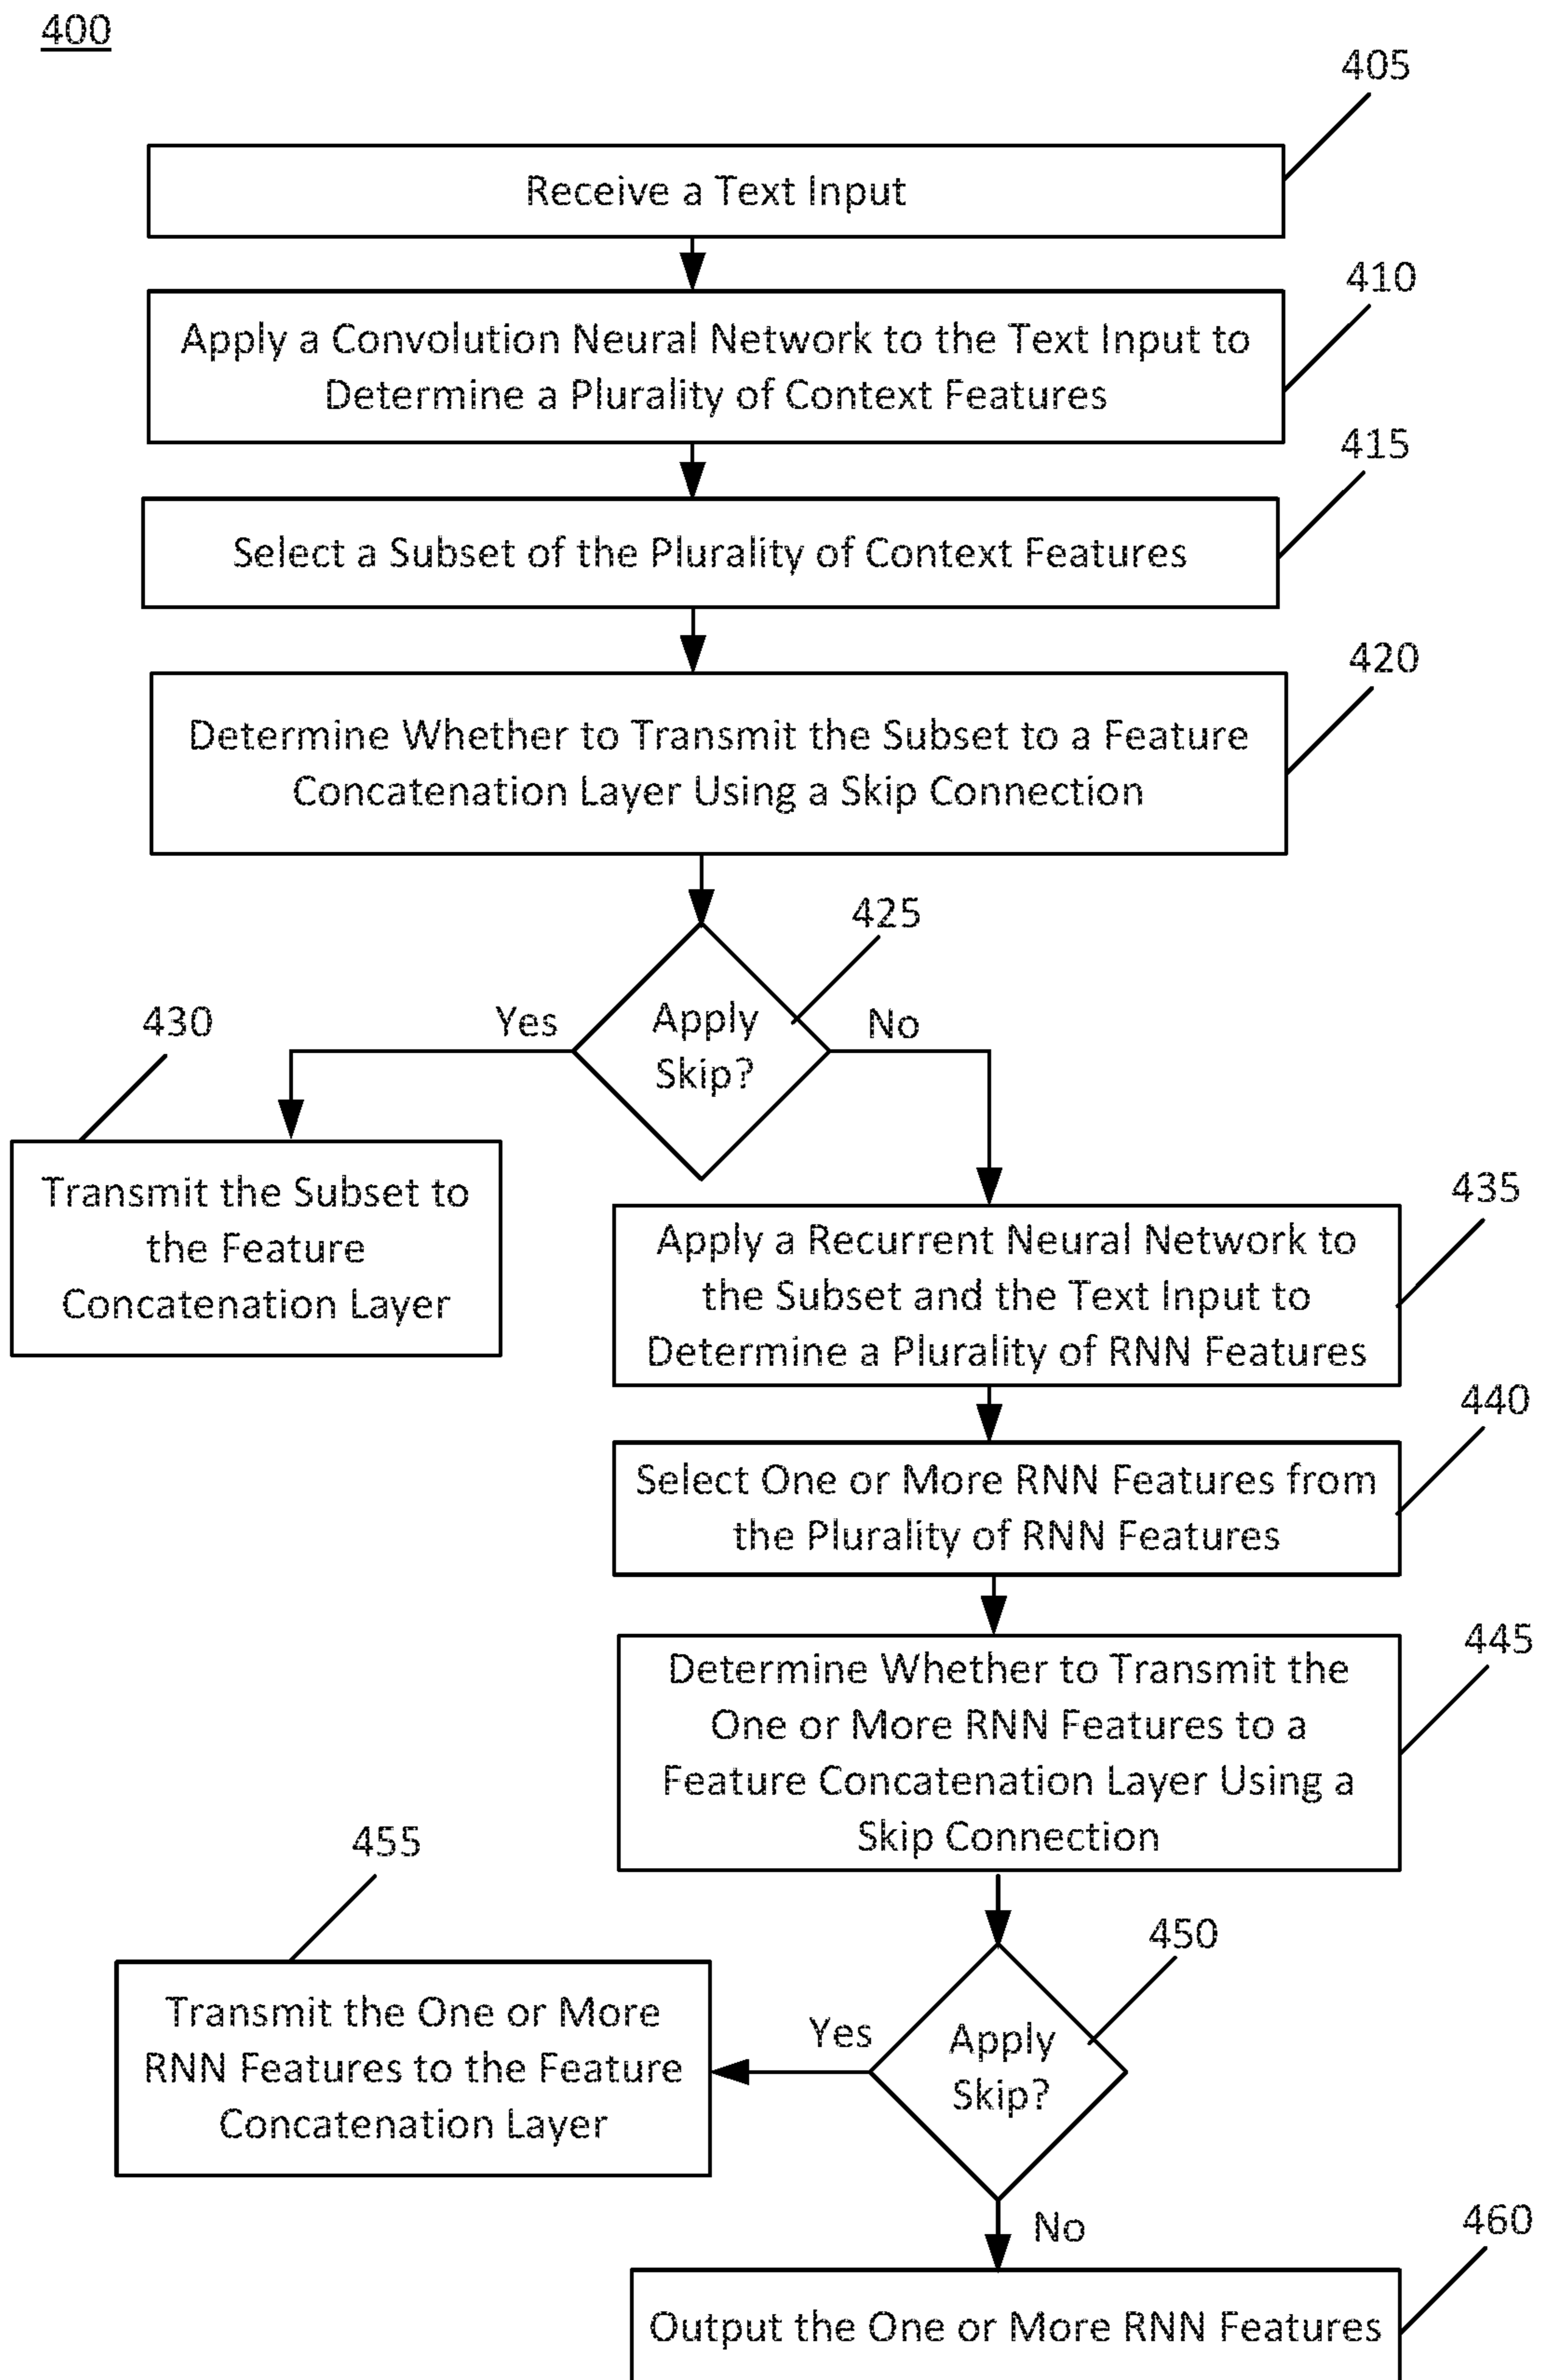 400
405
Receive a Text Input
410
Apply a Convolution Neural Network to the Text Input to
Determine a Plurality of Context Features
415
Select a Subset of the Plurality of Context Features
420
Determine Whether to Transmit the Subset to a Feature
Concatenation Layer Using a Skip Connection
425
Apply
Skip?
Yes
No
430
Transmit the Subset to
the Feature
Concatenation Layer
435
Apply a Recurrent Neural Network to
the Subset and the Text Input to
Determine a Plurality of RNN Features
440
Select One or More RNN Features from
the Plurality of RNN Features
445
Determine Whether to Transmit the
One or More RNN Features to a
Feature Concatenation Layer Using a
Skip Connection
450
Apply
Skip?
Yes
No
455
Transmit the One or More
RNN Features to the Feature
Concatenation Layer
460
Output the One or More RNN Features